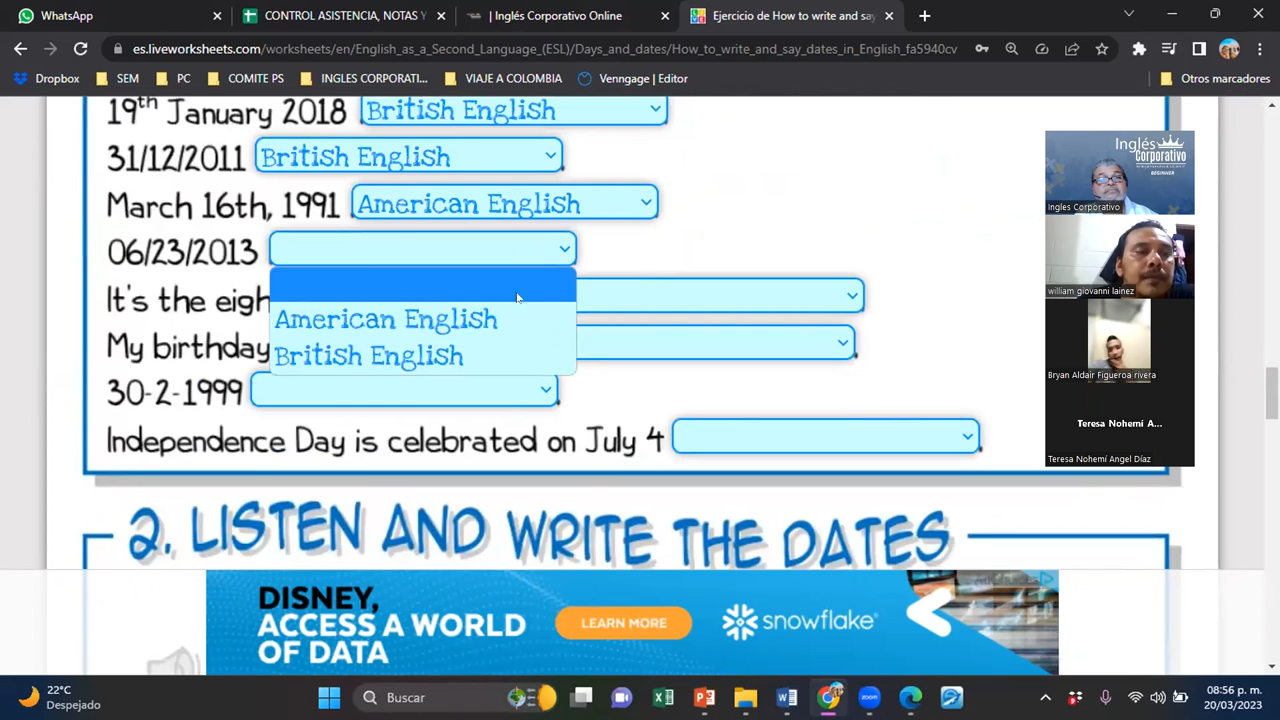 WhatsApp
CONTROL ASISTENCIA, NOTAS Y
| Inglés Corporativo Online
Ejercicio de How to write and say
es.liveworksheets.com/worksheets/en/English_as_a_Second_Language_(ESL)/Days_and_dates/How_to_write_and_say_dates_in_English_fa5940cv
Dropbox
SEM
PC
COMITE PS
INGLES CORPORATI...
VIAJE A COLOMBIA
Venngage | Editor
Otros marcadores
19th January 2018 British English
31/12/2011 British English.
March 16th, 1991 American English.
06/23/2013
American English
British English
It's the eigh
My birthday
30-2-1999
Independence Day is celebrated on July 4
2. LISTEN AND WRITE THE DATES
Inglés
Corporativo
BEGINNER
Ingles Corporativo
william giovanni lainez
Bryan Aldair Figueroa rivera
Teresa Nohemí A...
Teresa Nohemí Angel Díaz
DISNEY,
ACCESS A WORLD
OF DATA
LEARN MORE
snowflake®
22°C
Despejado
Buscar
08:56 p. m.
20/03/2023